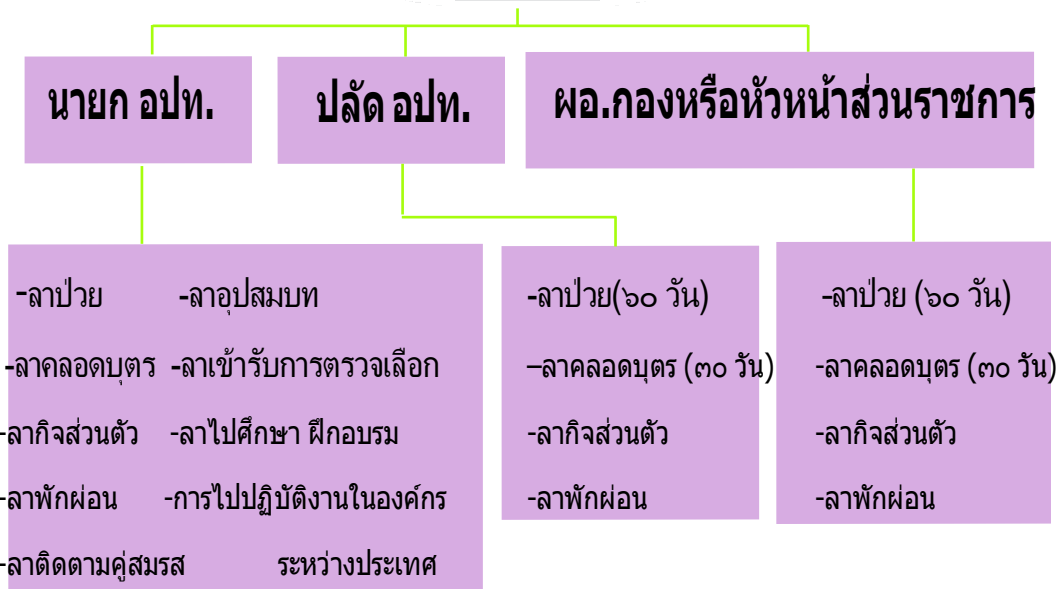 นายก อปท.
ปลัด อปท.
ผอ.กองหรือหัวหน้าส่วนราชการ
-ลาป่วย -ลาอุปสมบท
-ลาคลอดบุตร -ลาเข้ารับการตรวจเลือก
-ลากิจส่วนตัว -ลาไปศึกษา ฝึกอบรม
-ลาพักผ่อน -การไปปฏิบัติงานในองค์กร
-ลาติดตามคู่สมรส ระหว่างประเทศ
-ลาป่วย(๖๐ วัน)
–ลาคลอดบุตร (๓๐ วัน)
-ลากิจส่วนตัว
-ลาพักผ่อน
-ลาป่วย (๖๐ วัน)
-ลาคลอดบุตร (๓๐ วัน)
-ลากิจส่วนตัว
-ลาพักผ่อน